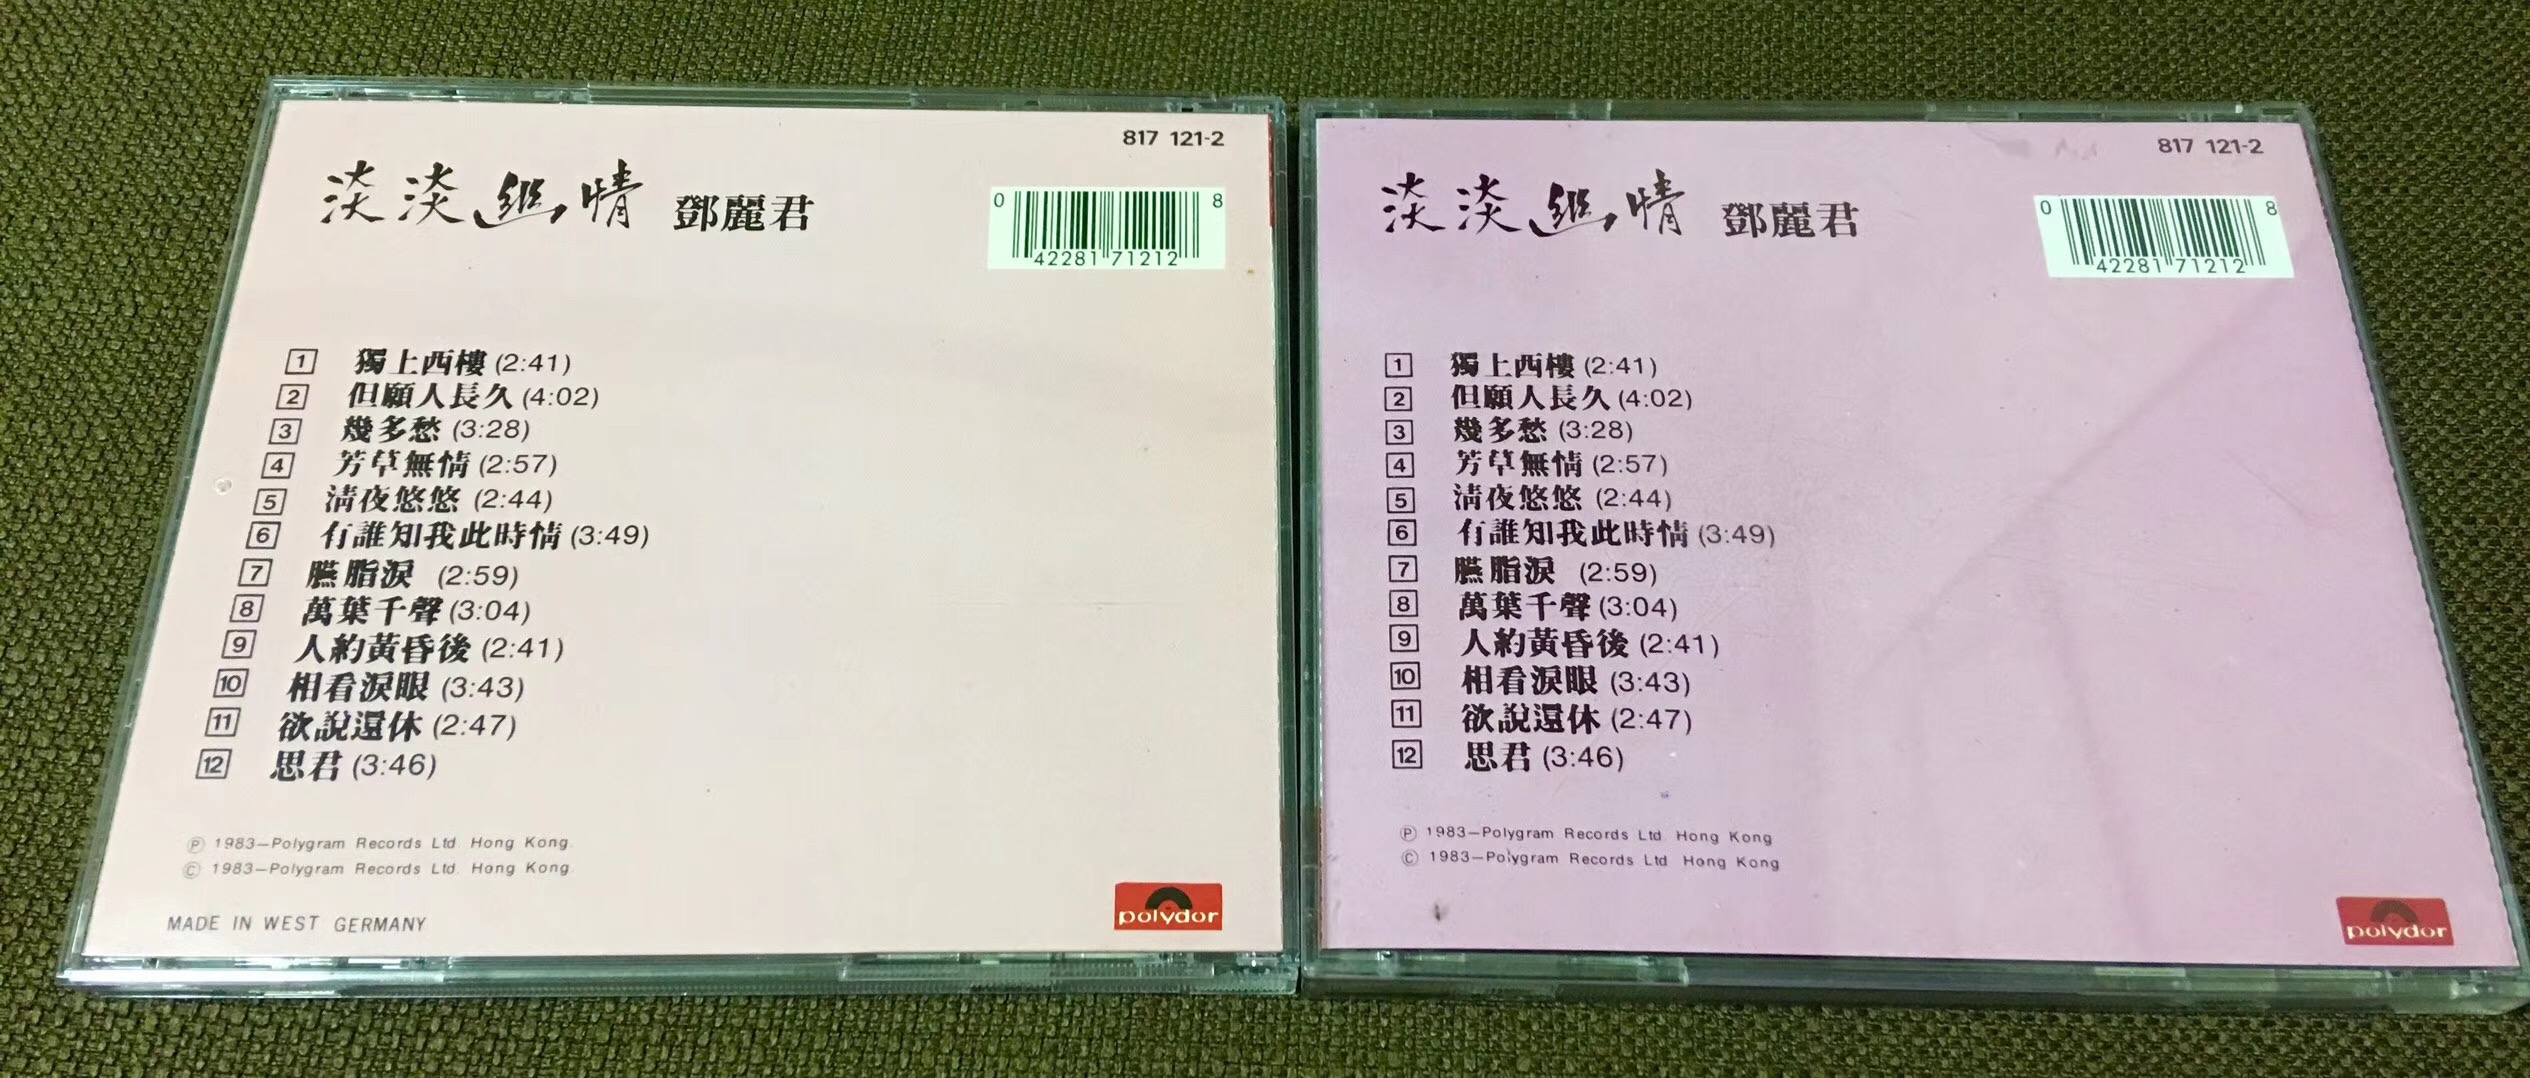 817 121-2
淡淡幽情 鄧麗君
0 42281 71212 8
1 獨上西樓 (2:41)
2 但願人長久 (4:02)
3 幾多愁 (3:28)
4 芳草無情 (2:57)
5 清夜悠悠 (2:44)
6 有誰知我此時情 (3:49)
7 臙脂淚 (2:59)
8 萬葉千聲 (3:04)
9 人約黃昏後 (2:41)
10 相看淚眼 (3:43)
11 欲說還休 (2:47)
12 思君 (3:46)
Ⓟ 1983—Polygram Records Ltd. Hong Kong.
Ⓒ 1983—Polygram Records Ltd. Hong Kong.
MADE IN WEST GERMANY
polydor
817 121-2
淡淡幽情 鄧麗君
0 42281 71212 8
1 獨上西樓 (2:41)
2 但願人長久 (4:02)
3 幾多愁 (3:28)
4 芳草無情 (2:57)
5 清夜悠悠 (2:44)
6 有誰知我此時情 (3:49)
7 臙脂淚 (2:59)
8 萬葉千聲 (3:04)
9 人約黃昏後 (2:41)
10 相看淚眼 (3:43)
11 欲說還休 (2:47)
12 思君 (3:46)
Ⓟ 1983—Polygram Records Ltd. Hong Kong
Ⓒ 1983—Polygram Records Ltd Hong Kong
polydor